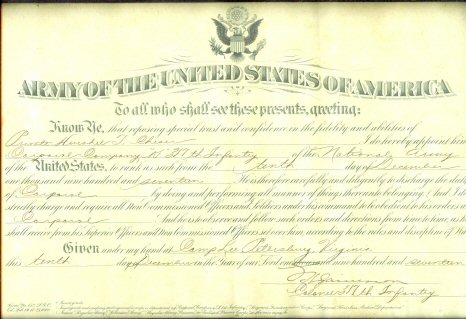 ARMY OF THE UNITED STATES OF AMERICA
To all who shall see these presents, greeting:
Know Ye, that reposing special trust and confidence in the fidelity and abilities of
Private I do hereby appoint him
Corporal, Company 317th Infantry of the National Army
of the United States, to rank as such from the tenth day of December
one thousand nine hundred and seventeen He is therefore carefully and diligently to discharge the duty
of Corporal by doing and performing all manner of things thereunto belonging. And I do
strictly charge and require all Non-Commissioned Officers and Soldiers under his command to be obedient to his orders as
Corporal And he is to observe and follow such orders and directions from time to time as he
shall receive from his Superior Officers and Non-Commissioned Officers set over him, according to the rules and discipline of War
Given under my hand at Camp Lee Petersburg, Virginia
this tenth day of December in the Year of our Lord one thousand nine hundred and seventeen
Colonel 317th Infantry